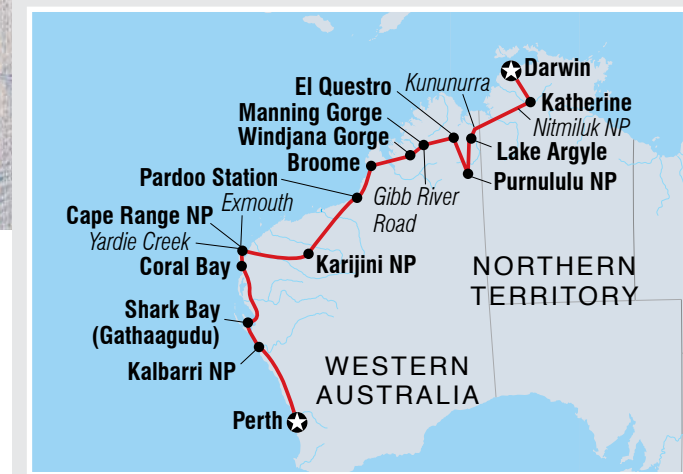 Darwin
El Questro
Kununurra
Katherine
Manning Gorge
Nitmiluk NP
Windjana Gorge
Lake Argyle
Broome
Purnululu NP
Pardoo Station
Gibb River
Road
Exmouth
Cape Range NP
Yardie Creek
Coral Bay
Karijini NP
NORTHERN
TERRITORY
Shark Bay
(Gathaagudu)
Kalbarri NP
WESTERN
AUSTRALIA
Perth